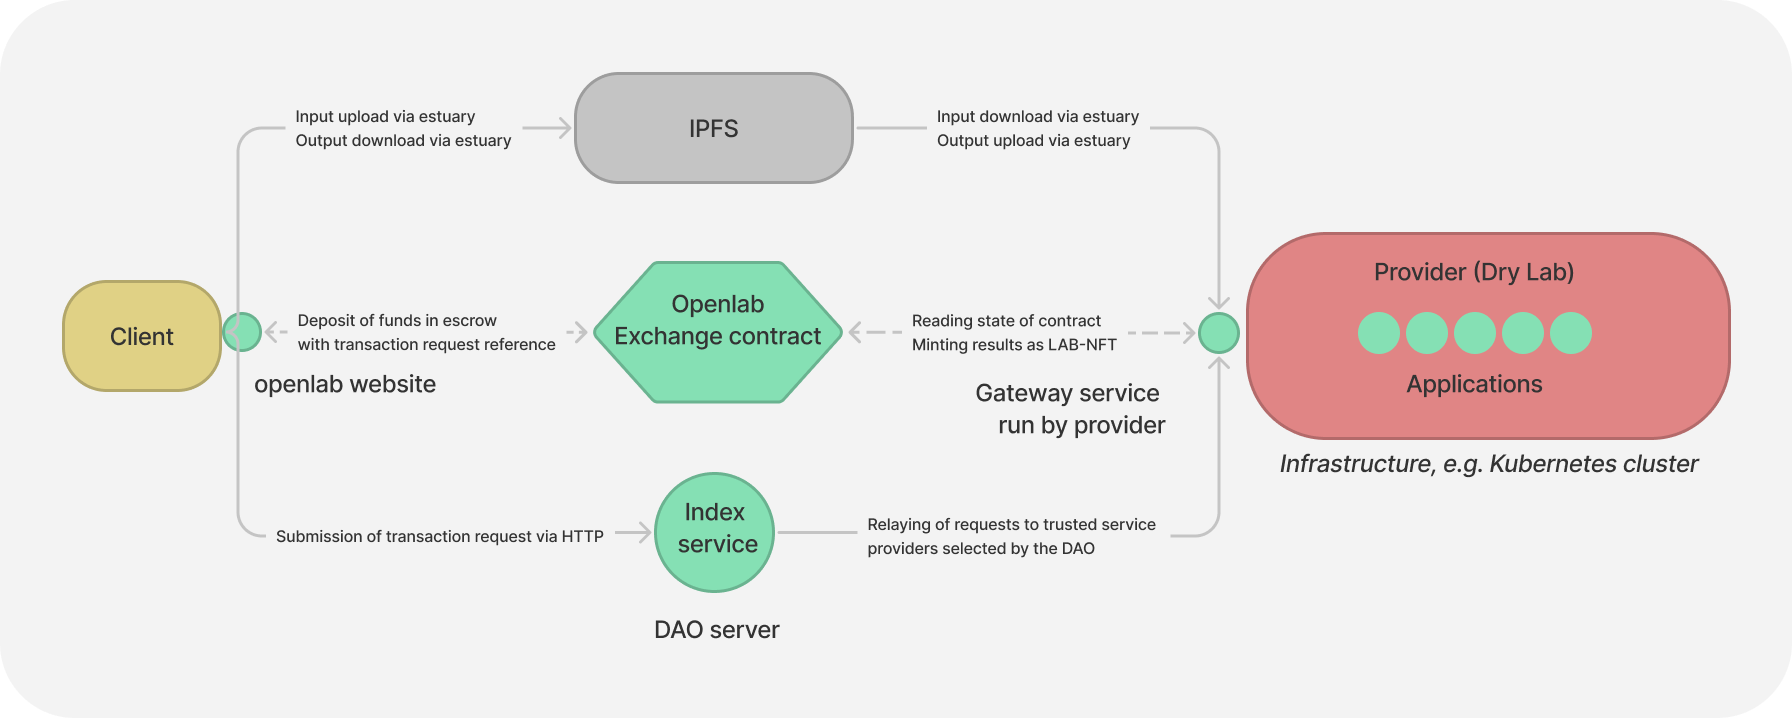 Input upload via estuary
Output download via estuary
IPFS
Input download via estuary
Output upload via estuary
Client
Deposit of funds in escrow
with transaction request reference
openlab website
Openlab
Exchange contract
Reading state of contract
Minting results as LAB-NFT
Gateway service
run by provider
Provider (Dry Lab)
Applications
Infrastructure, e.g. Kubernetes cluster
Submission of transaction request via HTTP
Index
service
DAO server
Relaying of requests to trusted service
providers selected by the DAO